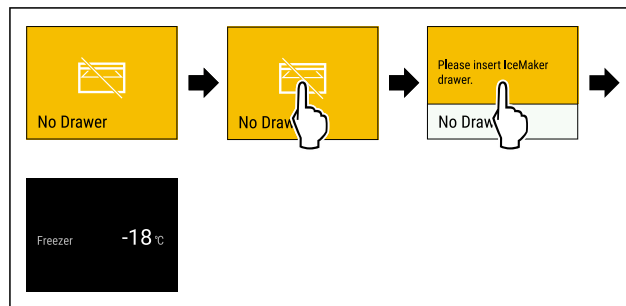 No Drawer
No Draw
Please insert IceMaker
drawer.
No Draw
Freezer
-18 °C